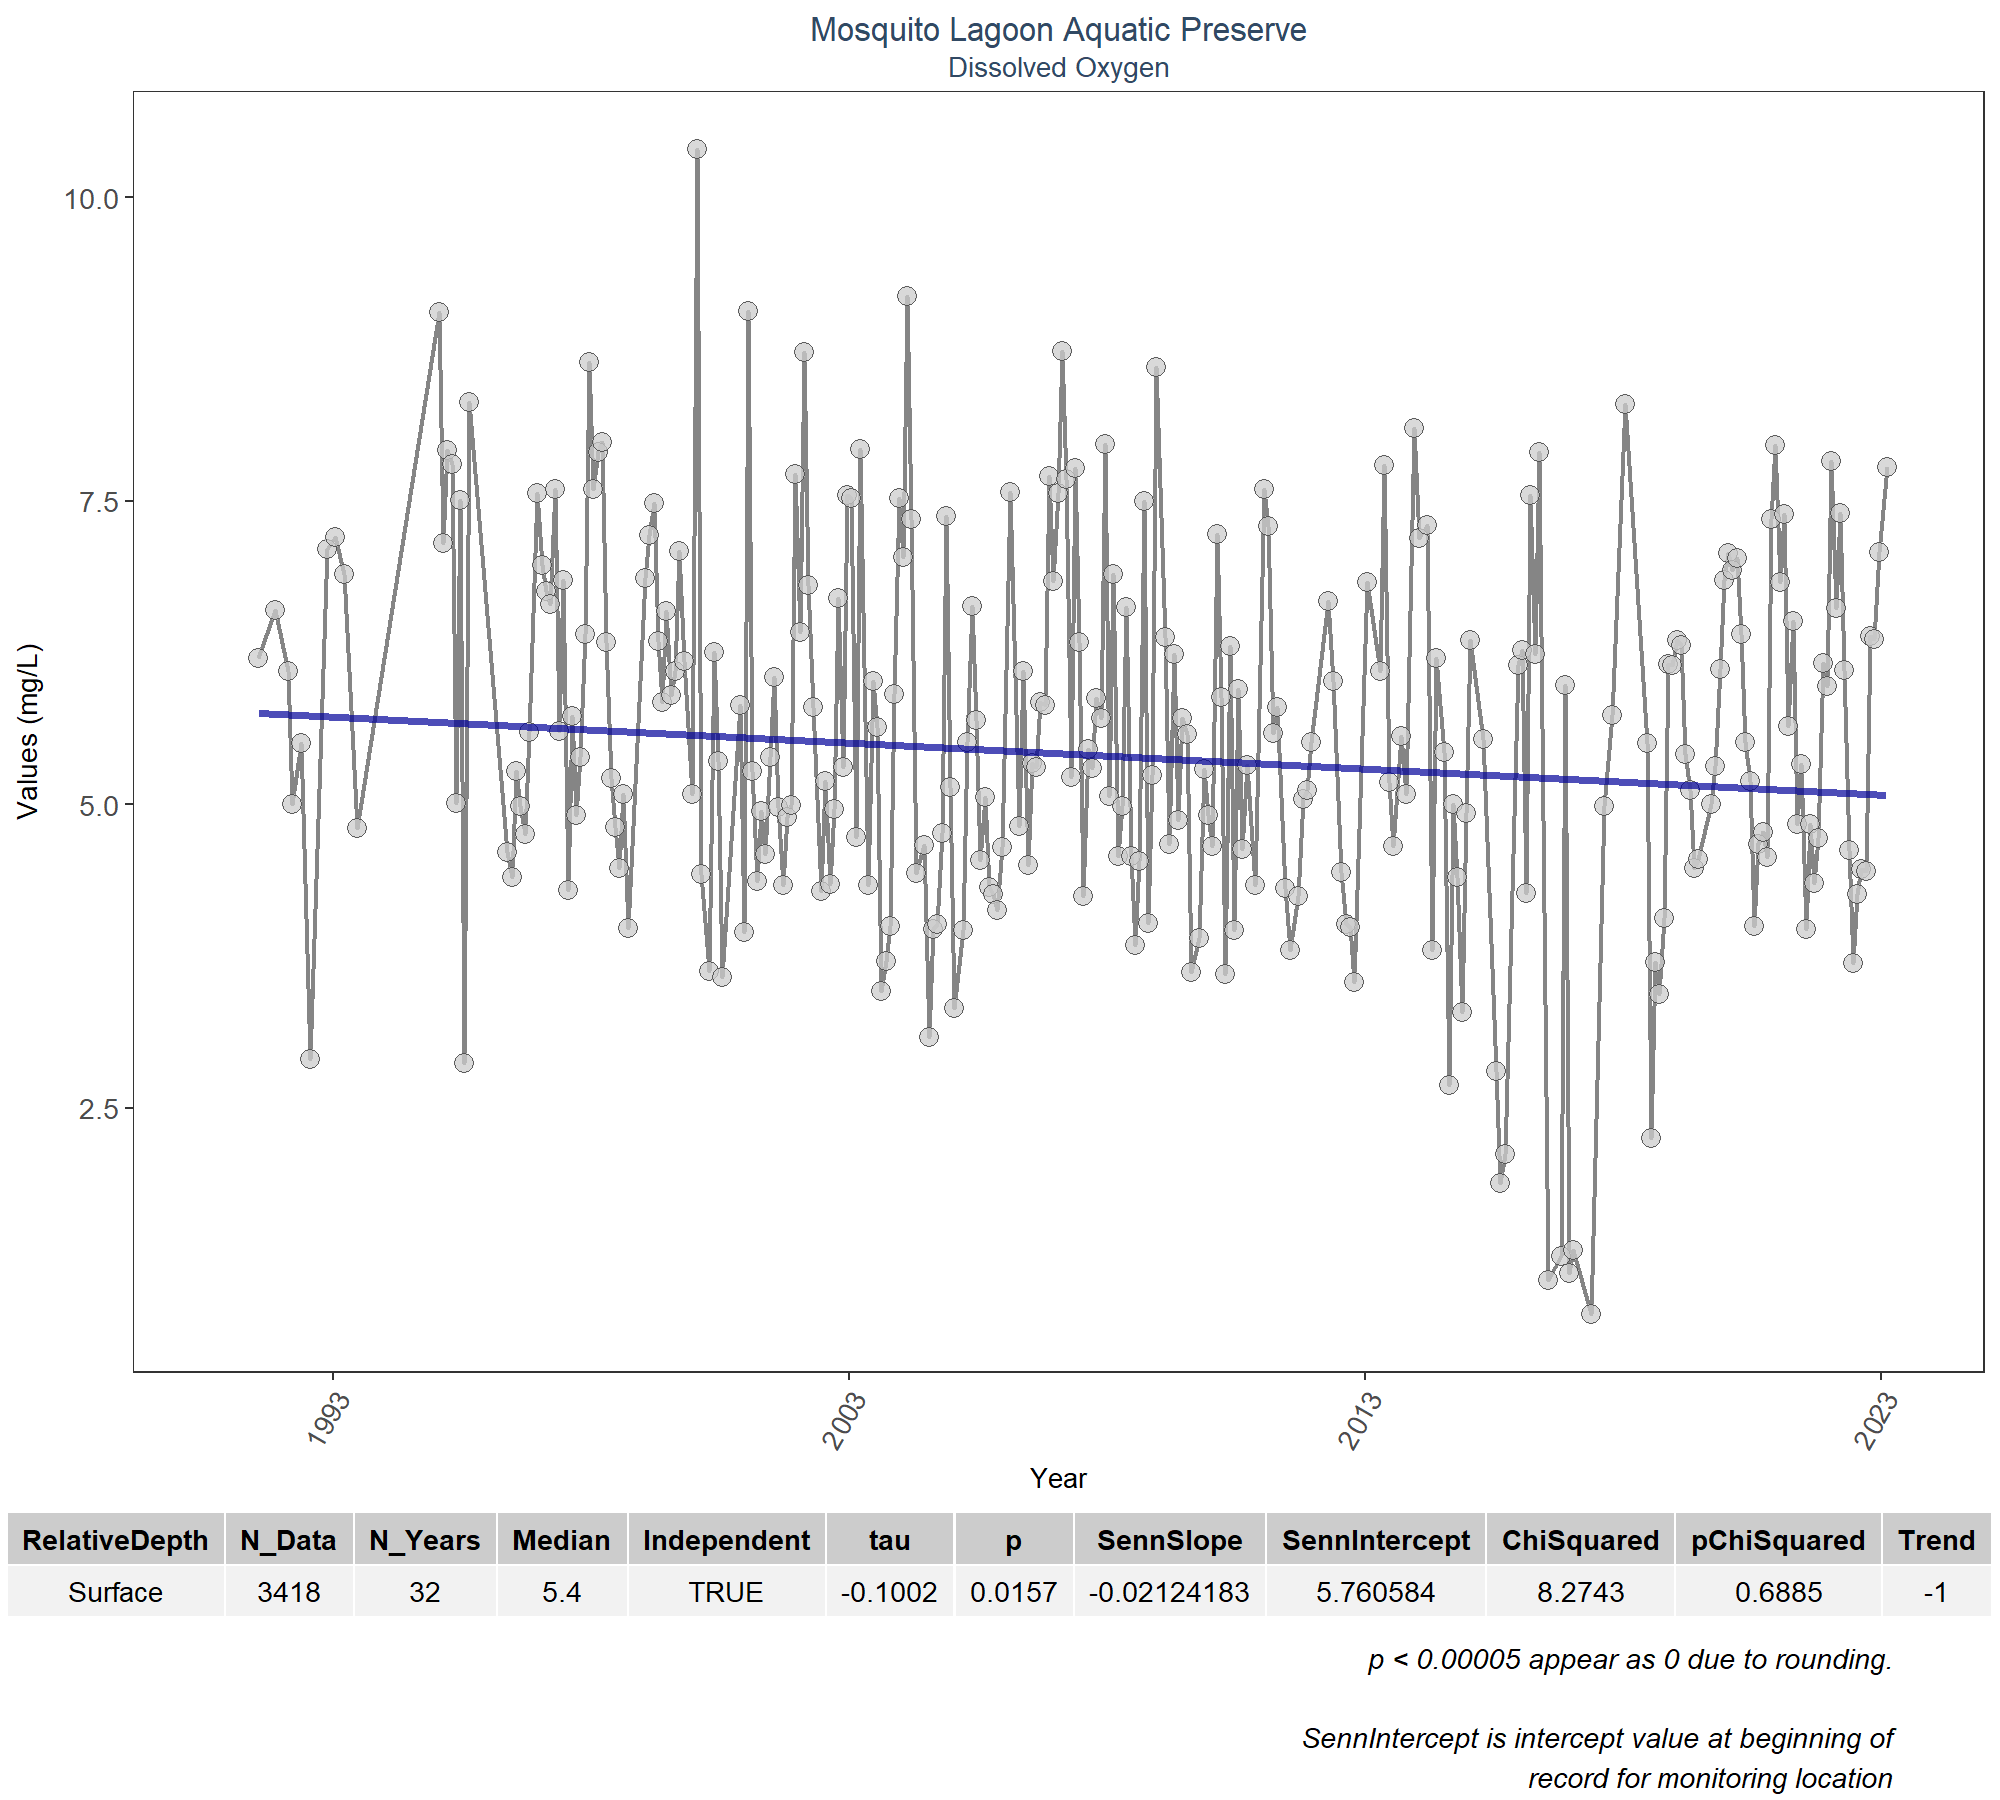 Mosquito Lagoon Aquatic Preserve
Dissolved Oxygen
10.0
7.5
5.0
2.5
Values (mg/L)
1993
2003
2013
2023
Year
RelativeDepth N_Data N_Years Median Independent tau p SennSlope SennIntercept ChiSquared pChiSquared Trend
Surface 3418 32 5.4 TRUE -0.1002 0.0157 -0.02124183 5.760584 8.2743 0.6885 -1
p < 0.00005 appear as 0 due to rounding.
SennIntercept is intercept value at beginning of
record for monitoring location